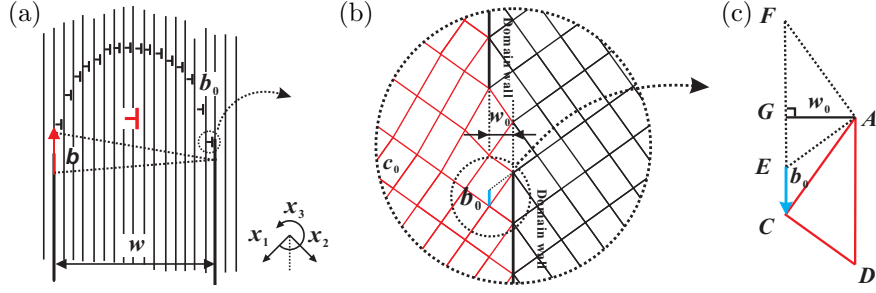 (a)
b₀
b
w
x₃
x₁
x₂
(b)
Domain wall
w₀
c₀
b₀
Domain wall
(c)
F
G
w₀
A
E
b₀
C
D